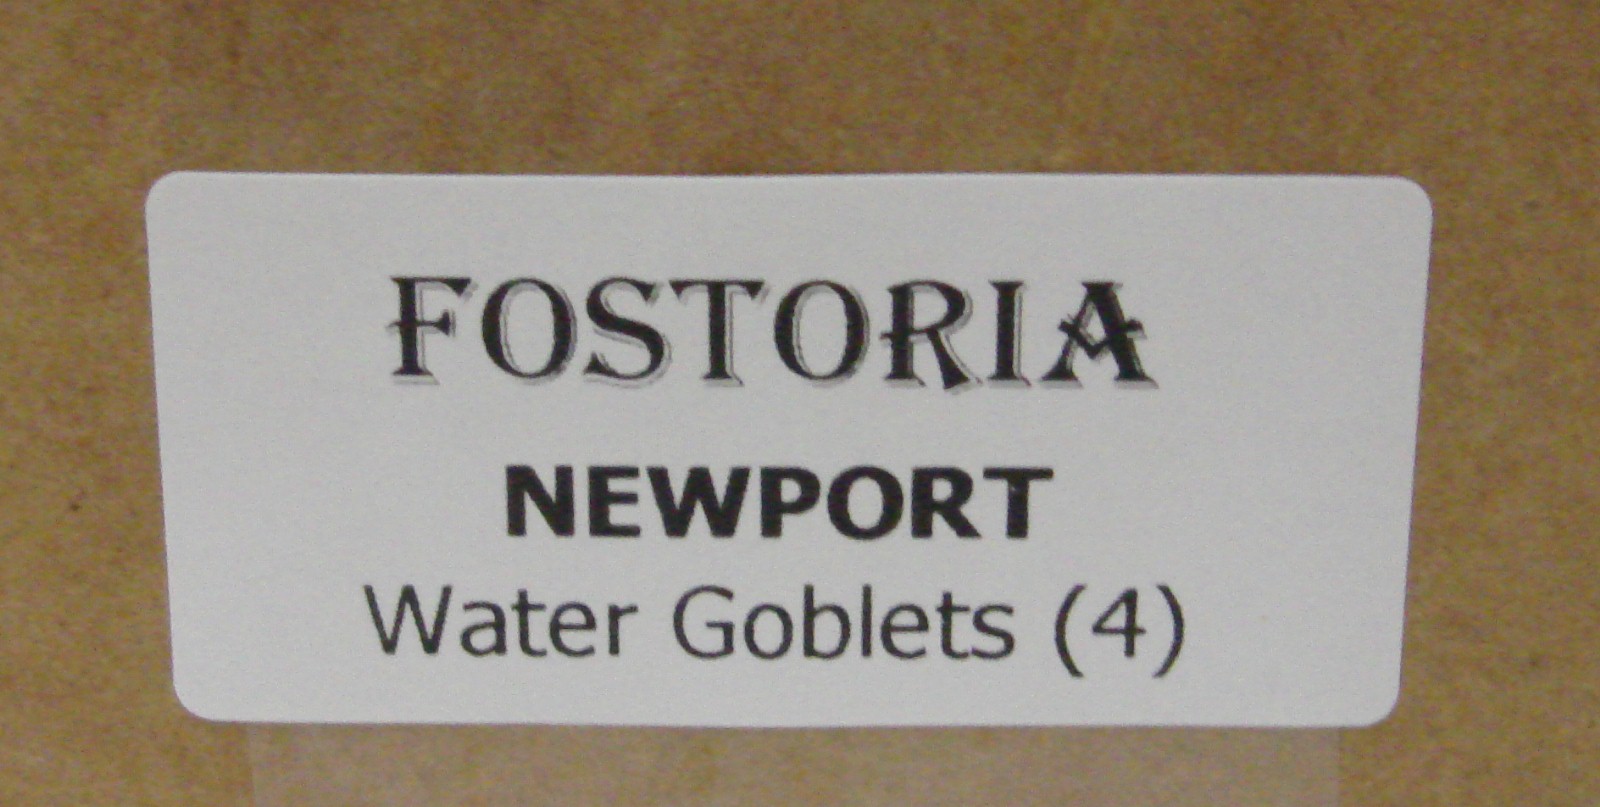 FOSTORIA
NEWPORT
Water Goblets (4)